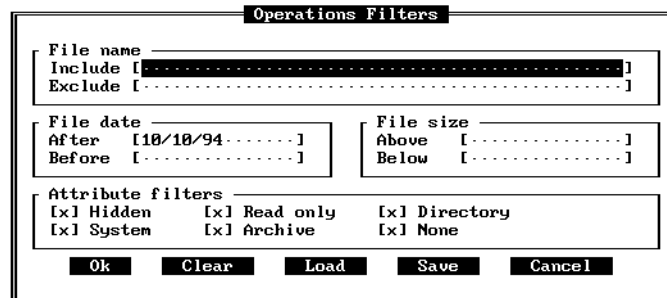 Operations Filters
File name
Include [·······················································]
Exclude [·······················································]
File date
After [10/10/94········]
Before [················]
File size
Above [···············]
Below [···············]
Attribute filters
[x] Hidden [x] Read only [x] Directory
[x] System [x] Archive [x] None
Ok Clear Load Save Cancel